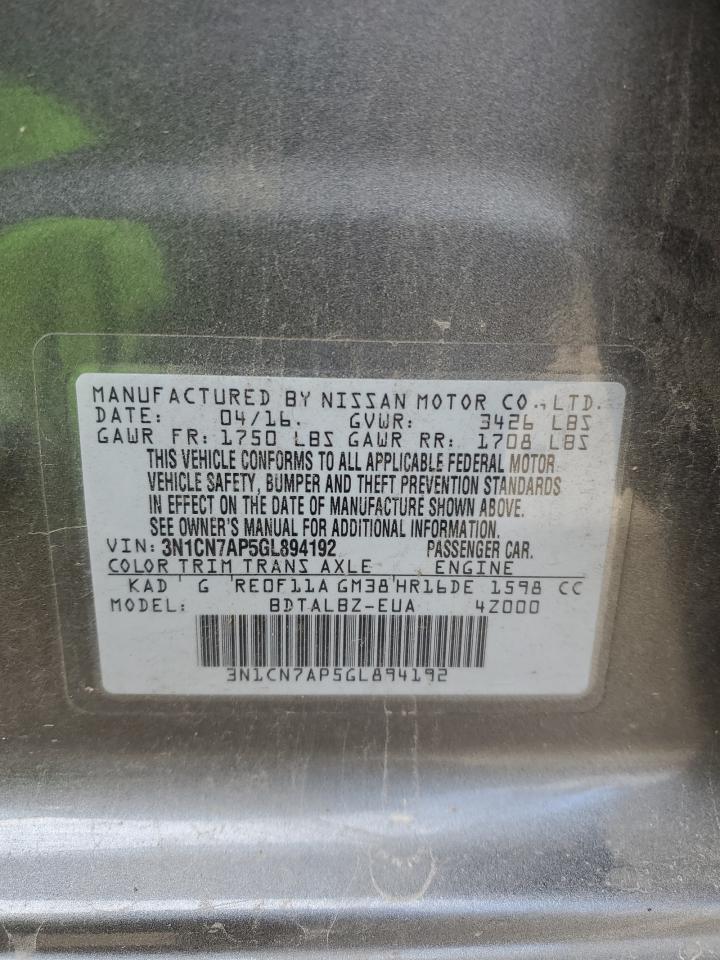 MANUFACTURED BY NISSAN MOTOR CO., LTD.
DATE: 04/16. GVWR: 3426 LBS
GAWR FR: 1750 LBS GAWR RR: 1708 LBS
THIS VEHICLE CONFORMS TO ALL APPLICABLE FEDERAL MOTOR
VEHICLE SAFETY, BUMPER AND THEFT PREVENTION STANDARDS
IN EFFECT ON THE DATE OF MANUFACTURE SHOWN ABOVE.
SEE OWNER'S MANUAL FOR ADDITIONAL INFORMATION.
VIN: 3N1CN7AP5GL894192 PASSENGER CAR.
COLOR TRIM TRANS AXLE ENGINE
KAD G RE0F11A GM38 HR16DE 1598 CC
MODEL: BDTALBZ-EUA 4Z000
3N1CN7AP5GL894192